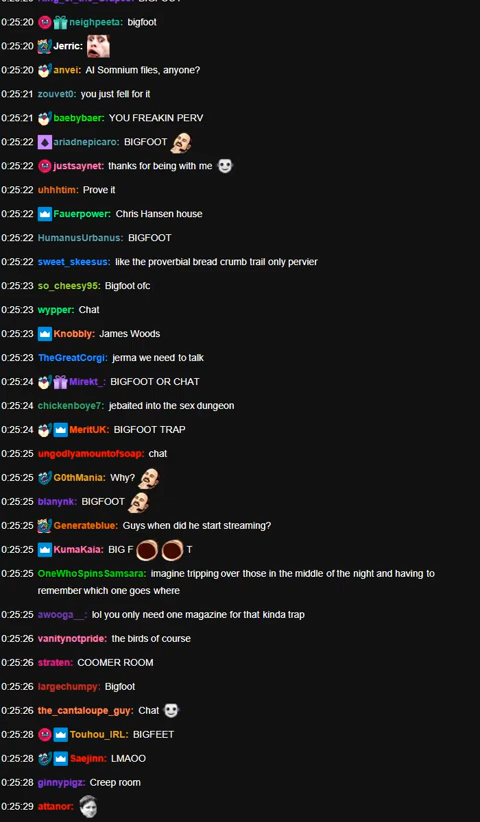 0:25:20 neighpeeta: bigfoot
0:25:20 Jerric:
0:25:20 anvei: AI Somnium files, anyone?
0:25:21 zouvet0: you just fell for it
0:25:21 baebybaer: YOU FREAKIN PERV
0:25:22 ariadnepicaro: BIGFOOT
0:25:22 justsaynet: thanks for being with me
0:25:22 uhhhtim: Prove it
0:25:22 Fauerpower: Chris Hansen house
0:25:22 HumanusUrbanus: BIGFOOT
0:25:22 sweet_skeesus: like the proverbial bread crumb trail only pervier
0:25:23 so_cheesy95: Bigfoot ofc
0:25:23 wypper: Chat
0:25:23 Knobbly: James Woods
0:25:23 TheGreatCorgi: jerma we need to talk
0:25:24 Mirekt_: BIGFOOT OR CHAT
0:25:24 chickenboye7: jebaited into the sex dungeon
0:25:24 MeritUK: BIGFOOT TRAP
0:25:25 ungodlyamountofsoap: chat
0:25:25 G0thMania: Why?
0:25:25 blanynk: BIGFOOT
0:25:25 Generateblue: Guys when did he start streaming?
0:25:25 KumaKaia: BIG F T
0:25:25 OneWhoSpinsSamsara: imagine tripping over those in the middle of the night and having to
remember which one goes where
0:25:25 awooga__: lol you only need one magazine for that kinda trap
0:25:26 vanitynotpride: the birds of course
0:25:26 straten: COOMER ROOM
0:25:26 largechumpy: Bigfoot
0:25:26 the_cantaloupe_guy: Chat
0:25:28 Touhou_IRL: BIGFEET
0:25:28 Saejinn: LMAOO
0:25:28 ginnypigz: Creep room
0:25:29 attanor: